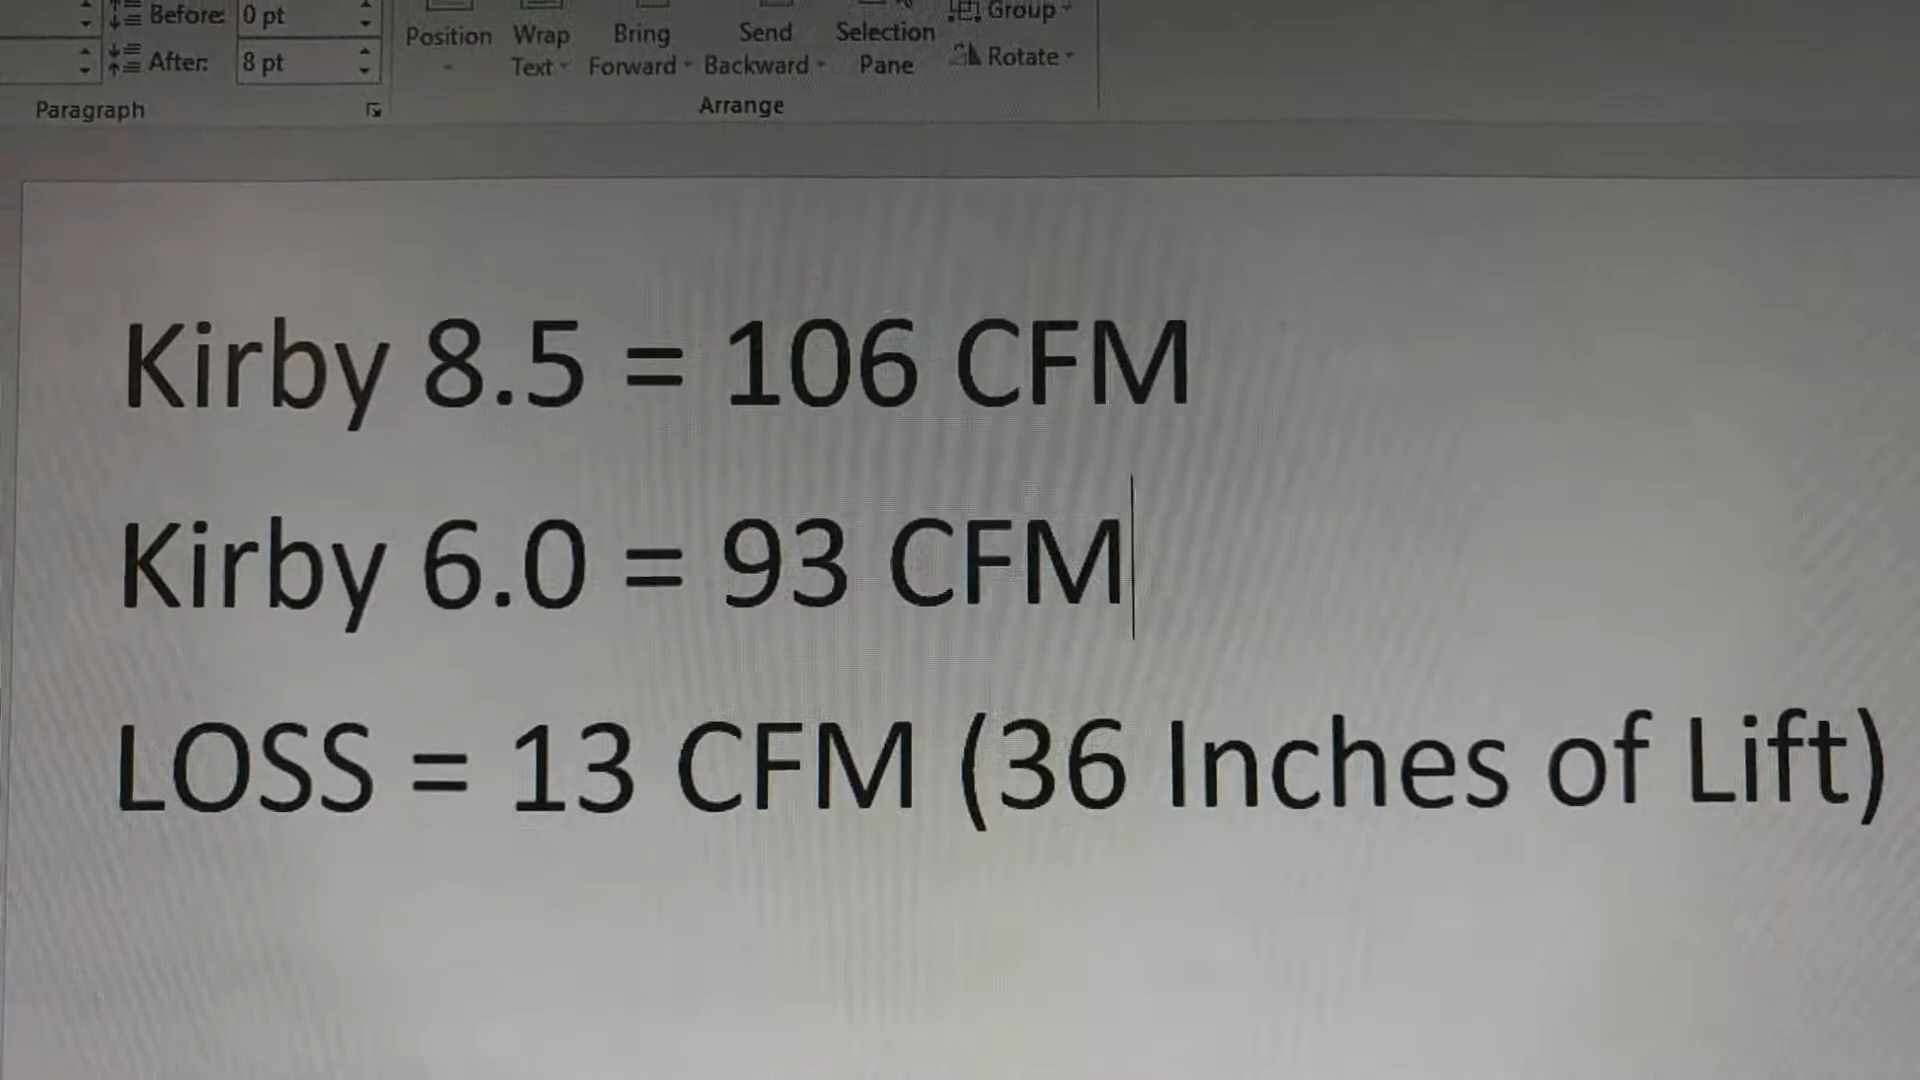 Before: 0 pt
After: 8 pt
Paragraph
Position
Wrap Text
Bring Forward
Send Backward
Selection Pane
Group
Rotate
Arrange
Kirby 8.5 = 106 CFM
Kirby 6.0 = 93 CFM
LOSS = 13 CFM (36 Inches of Lift)